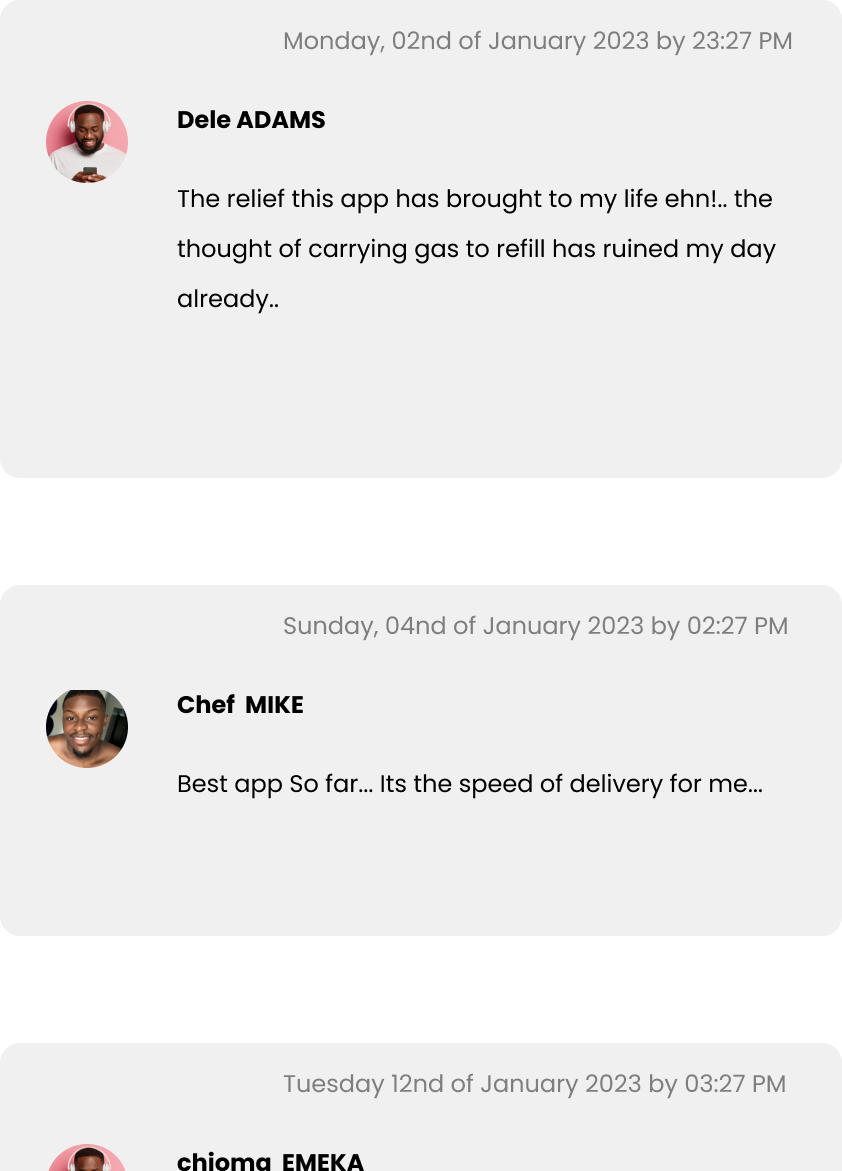 Monday, 02nd of January 2023 by 23:27 PM
Dele ADAMS
The relief this app has brought to my life ehn!.. the
thought of carrying gas to refill has ruined my day
already..
Sunday, 04nd of January 2023 by 02:27 PM
Chef MIKE
Best app So far... Its the speed of delivery for me...
Tuesday 12nd of January 2023 by 03:27 PM
chioma EMEKA